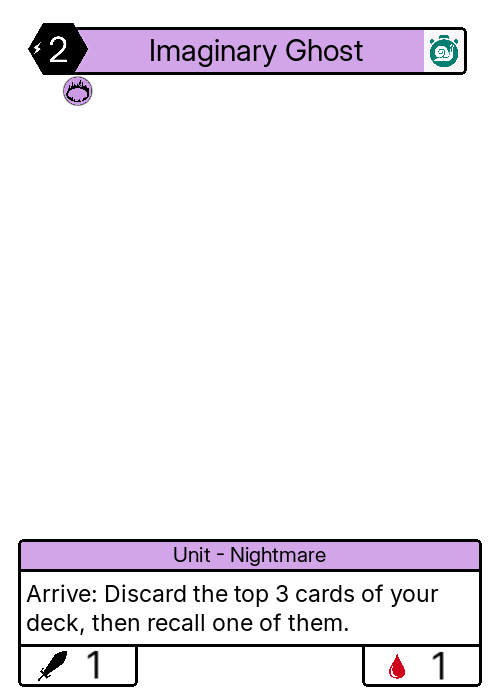 2
Imaginary Ghost
Unit - Nightmare
Arrive: Discard the top 3 cards of your
deck, then recall one of them.
1
1